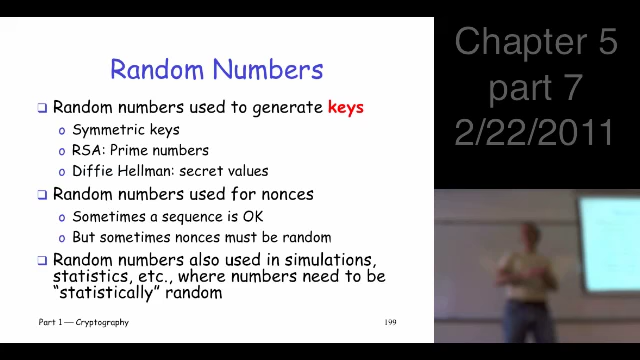 Random Numbers
Random numbers used to generate keys
Symmetric keys
RSA: Prime numbers
Diffie Hellman: secret values
Random numbers used for nonces
Sometimes a sequence is OK
But sometimes nonces must be random
Random numbers also used in simulations,
statistics, etc., where numbers need to be
“statistically” random
Part 1 — Cryptography
199
Chapter 5
part 7
2/22/2011